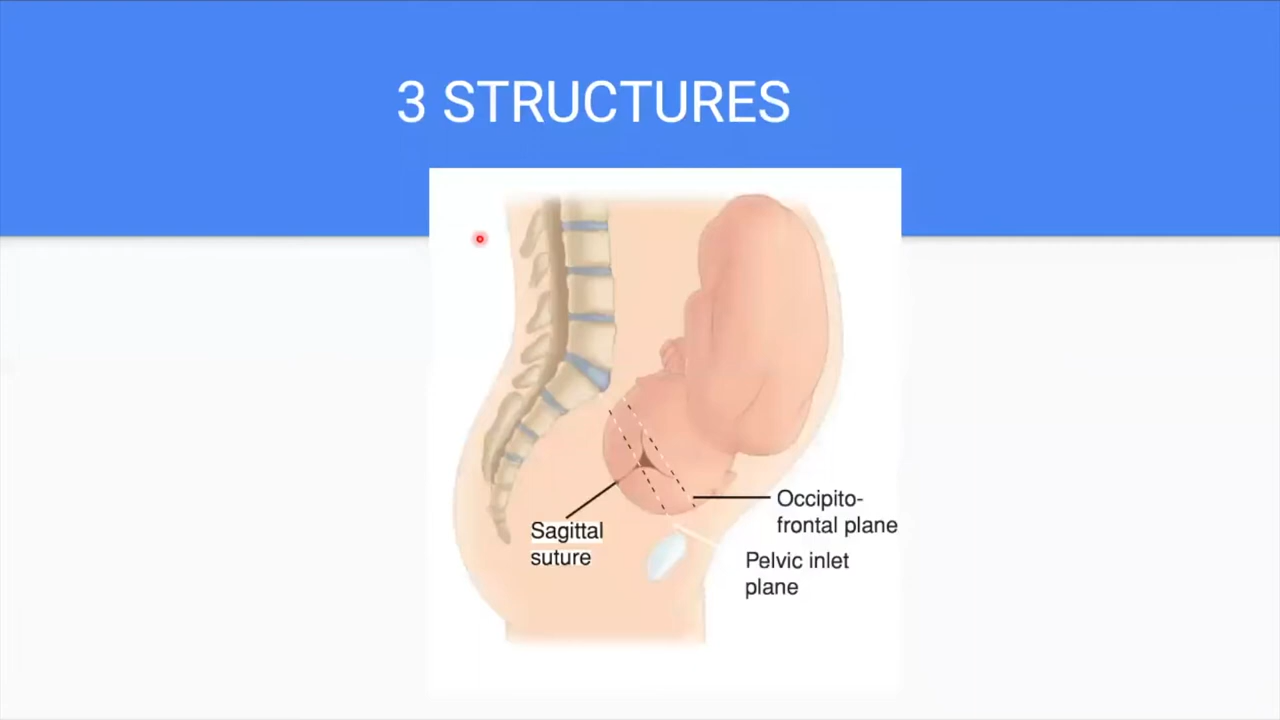 3 STRUCTURES
Occipito-
frontal plane
Sagittal
suture
Pelvic inlet
plane